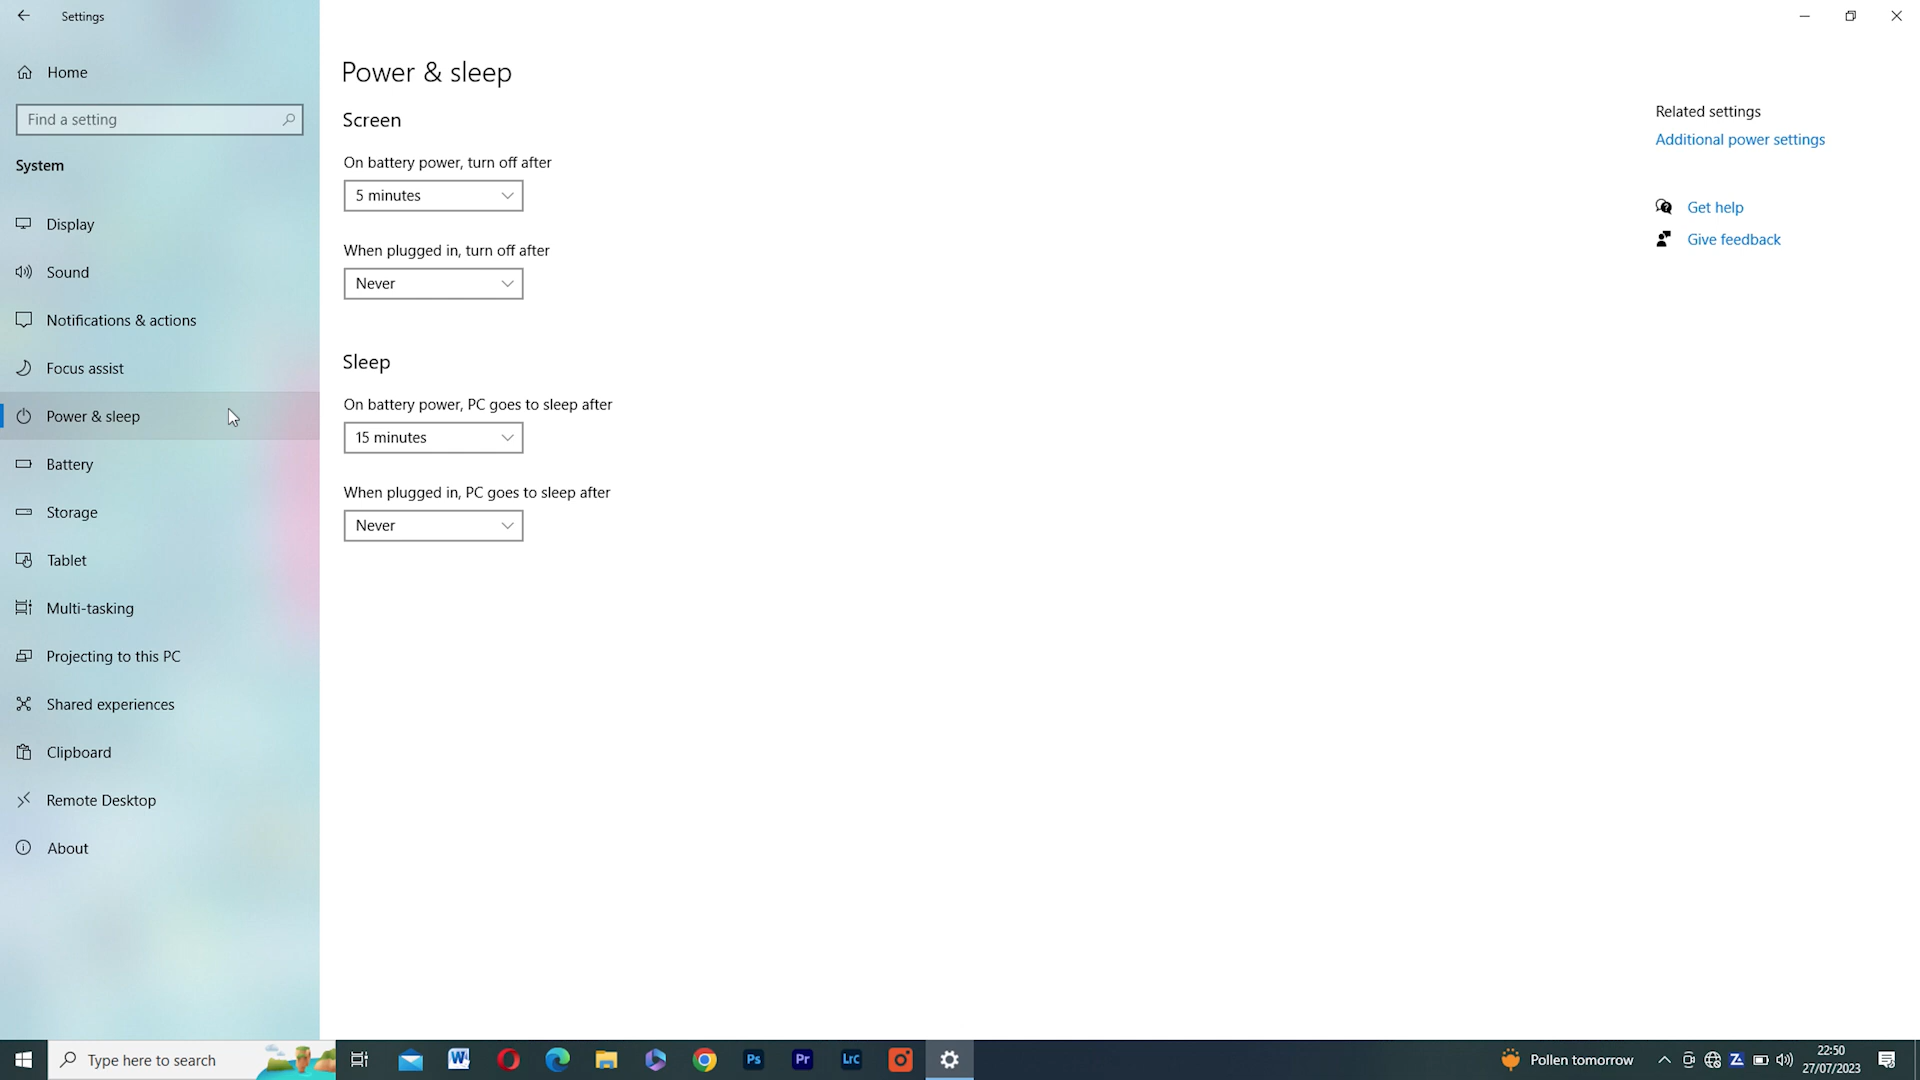 Settings
Home
Find a setting
System
Display
Sound
Notifications & actions
Focus assist
Power & sleep
Battery
Storage
Tablet
Multi-tasking
Projecting to this PC
Shared experiences
Clipboard
Remote Desktop
About
Power & sleep
Screen
On battery power, turn off after
5 minutes
When plugged in, turn off after
Never
Sleep
On battery power, PC goes to sleep after
15 minutes
When plugged in, PC goes to sleep after
Never
Related settings
Additional power settings
Get help
Give feedback
Type here to search
W
Ps
Pr
LrC
Pollen tomorrow
Z
22:50
27/07/2023